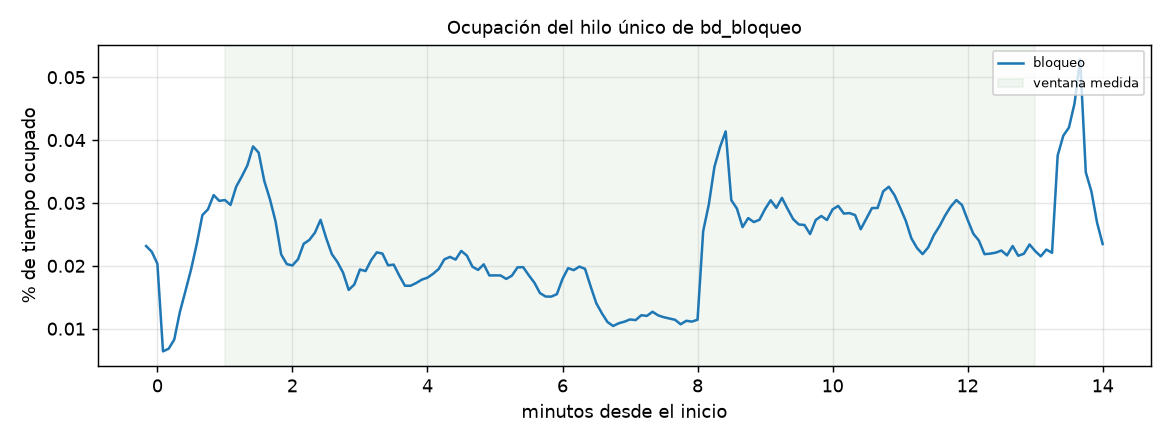 Ocupación del hilo único de bd_bloqueo
% de tiempo ocupado
0.05
0.04
0.03
0.02
0.01
bloqueo
ventana medida
0 2 4 6 8 10 12 14
minutos desde el inicio